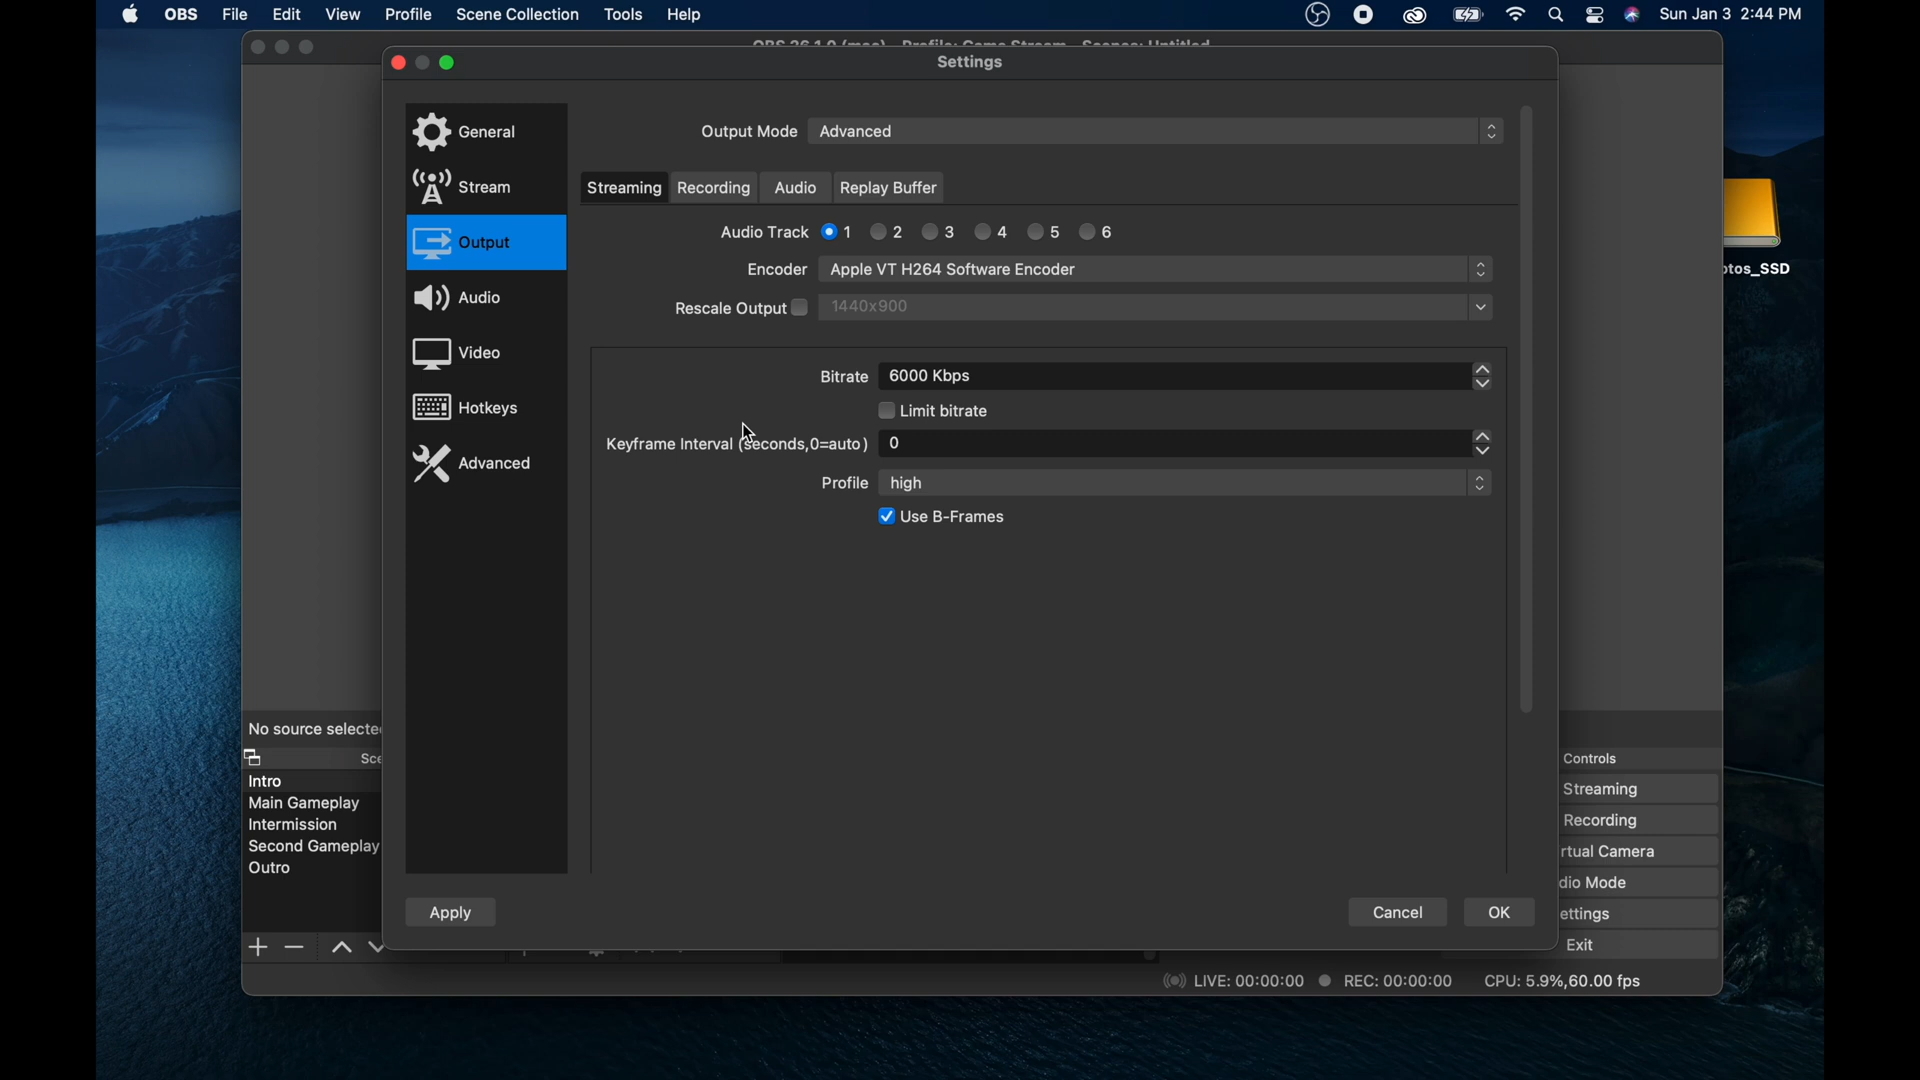 OBS File Edit View Profile Scene Collection Tools Help Sun Jan 3 2:44 PM
Settings
General
Stream
Output
Audio
Video
Hotkeys
Advanced
Output Mode Advanced
Streaming Recording Audio Replay Buffer
Audio Track 1 2 3 4 5 6
Encoder Apple VT H264 Software Encoder
Rescale Output 1440x900
Bitrate 6000 Kbps
Limit bitrate
Keyframe Interval (seconds,0=auto) 0
Profile high
Use B-Frames
Apply Cancel OK
otos_SSD
No source selecte
Sce
Intro
Main Gameplay
Intermission
Second Gameplay
Outro
Controls
Streaming
Recording
rtual Camera
dio Mode
ettings
Exit
LIVE: 00:00:00 REC: 00:00:00 CPU: 5.9%,60.00 fps